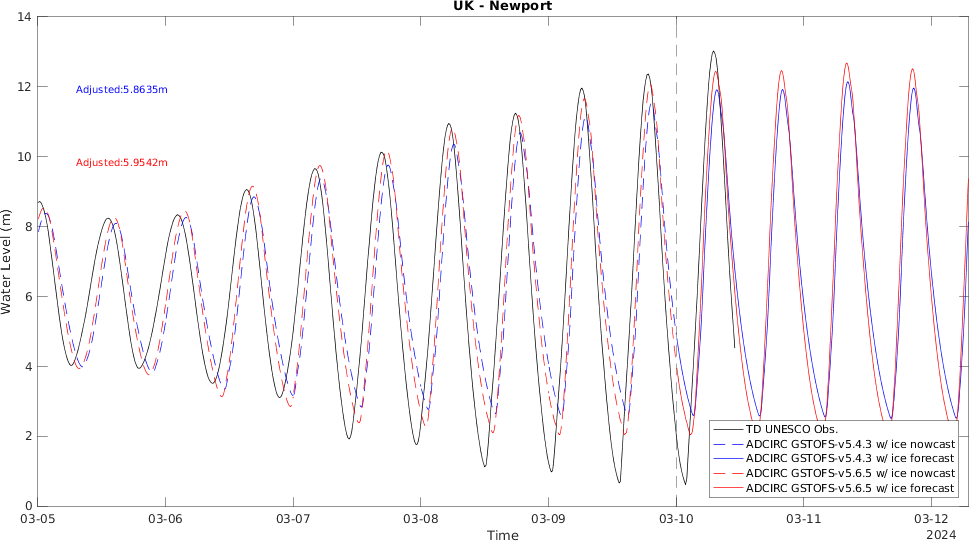 UK - Newport
14
12
10
8
6
4
2
0
Water Level (m)
Adjusted:5.8635m
Adjusted:5.9542m
TD UNESCO Obs.
ADCIRC GSTOFS-v5.4.3 w/ ice nowcast
ADCIRC GSTOFS-v5.4.3 w/ ice forecast
ADCIRC GSTOFS-v5.6.5 w/ ice nowcast
ADCIRC GSTOFS-v5.6.5 w/ ice forecast
03-05 03-06 03-07 03-08 03-09 03-10 03-11 03-12
Time
2024